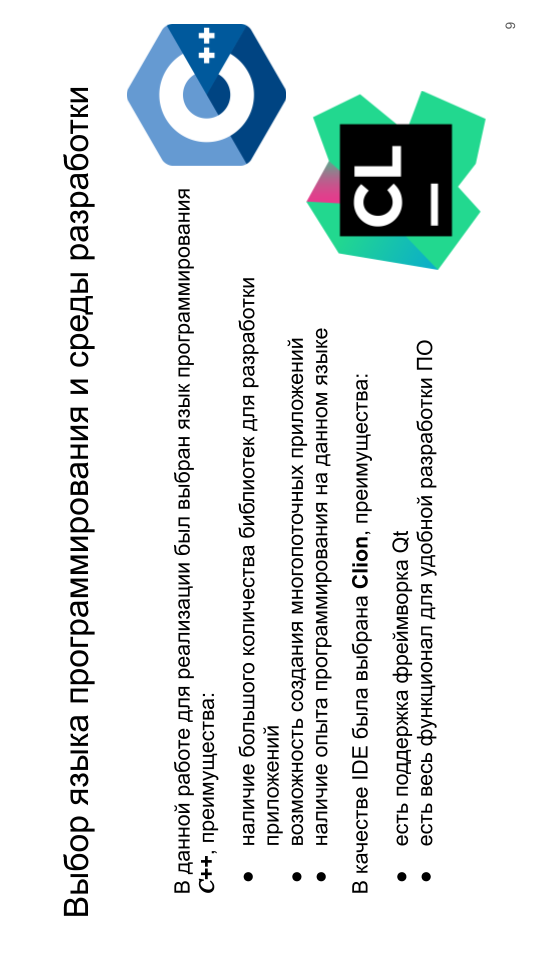 Выбор языка программирования и среды разработки
В данной работе для реализации был выбран язык программирования
C++, преимущества:
● наличие большого количества библиотек для разработки
приложений
● возможность создания многопоточных приложений
● наличие опыта программирования на данном языке
В качестве IDE была выбрана Clion, преимущества:
● есть поддержка фреймворка Qt
● есть весь функционал для удобной разработки ПО
C++
CL
9